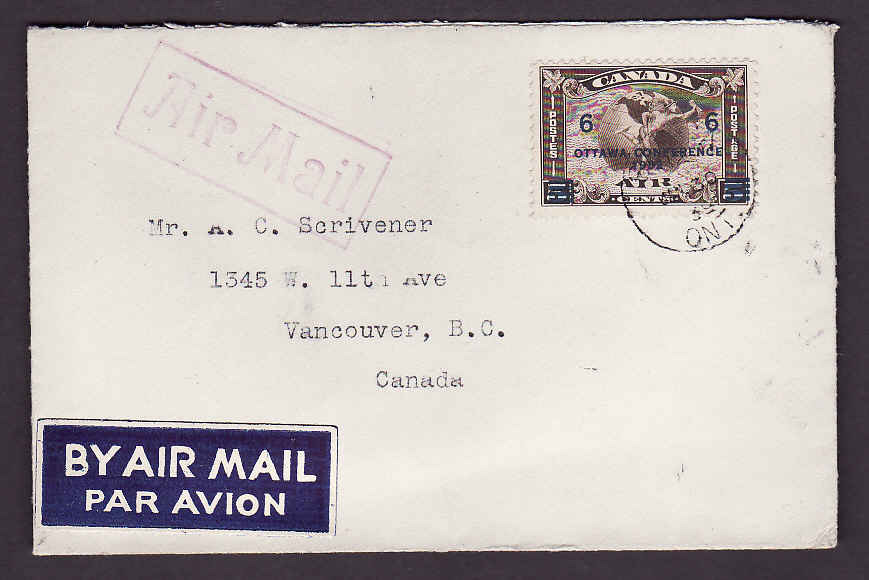 Air Mail
CANADA
POSTES
POSTAGE
6 6
OTTAWA CONFERENCE
1932
AIR
CENTS
ONT.
Mr. A. C. Scrivener
1345 W. 11th Ave
Vancouver, B.C.
Canada
BY AIR MAIL
PAR AVION